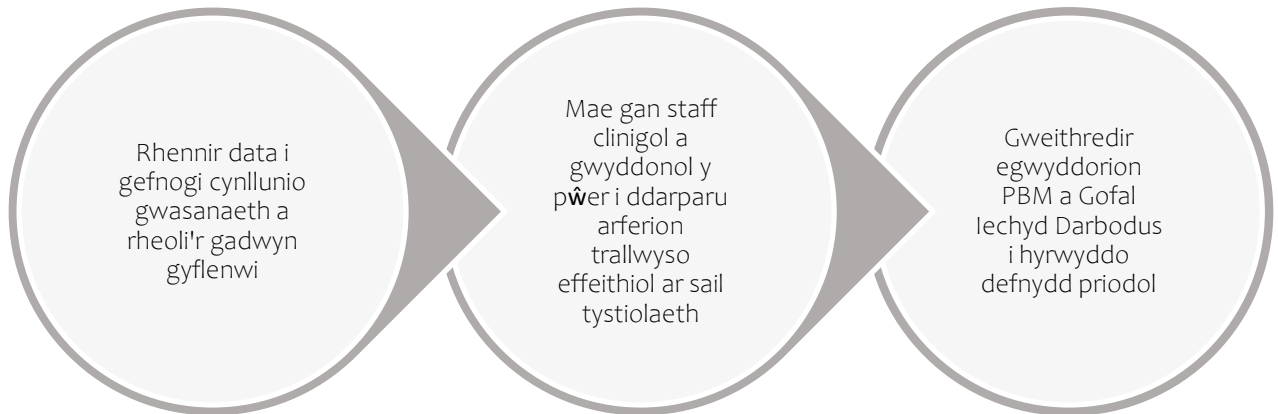 Rhennir data i
gefnogi cynllunio
gwasanaeth a
rheoli'r gadwyn
gyflenwi
Mae gan staff
clinigol a
gwyddonol y
pŵer i ddarparu
arferion
trallwyso
effeithiol ar sail
tystiolaeth
Gweithredir
egwyddorion
PBM a Gofal
Iechyd Darbodus
i hyrwyddo
defnydd priodol